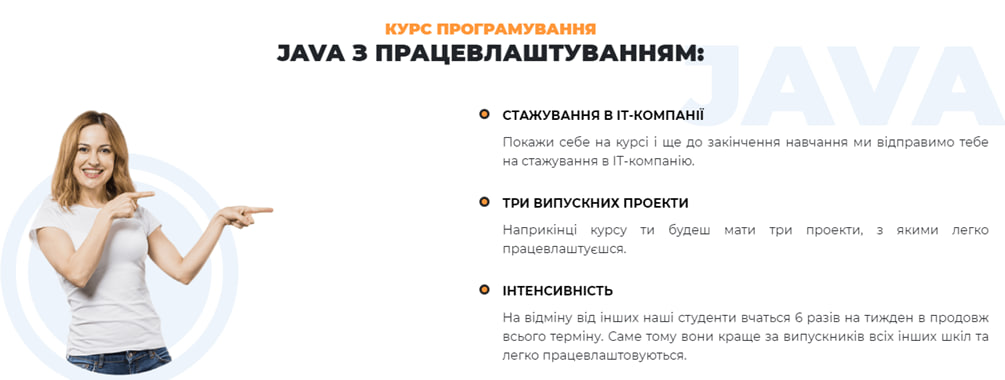 КУРС ПРОГРАМУВАННЯ
JAVA З ПРАЦЕВЛАШТУВАННЯМ:
JAVA
СТАЖУВАННЯ В ІТ-КОМПАНІЇ
Покажи себе на курсі і ще до закінчення навчання ми відправимо тебе
на стажування в ІТ-компанію.
ТРИ ВИПУСКНИХ ПРОЕКТИ
Наприкінці курсу ти будеш мати три проекти, з якими легко
працевлаштуєшся.
ІНТЕНСИВНІСТЬ
На відміну від інших наші студенти вчаться 6 разів на тижден в продовж
всього терміну. Саме тому вони краще за випускників всіх інших шкіл та
легко працевлаштовуються.